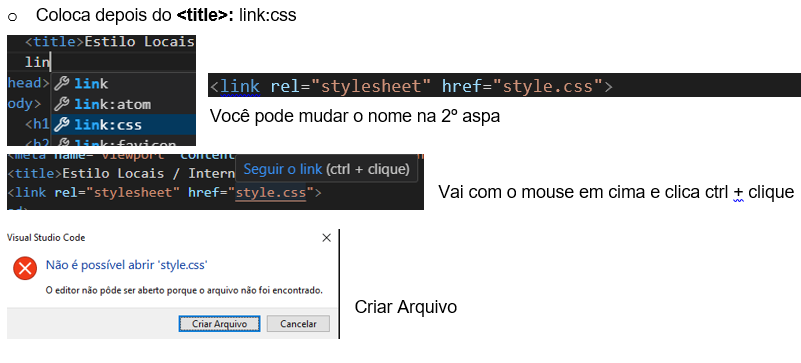 o Coloca depois do <title>: link:css
<title>Estilo Locais
lin
head> link
ody> link:atom
<h1 link:css
<h2 link:favicon
<link rel="stylesheet" href="style.css">
Você pode mudar o nome na 2º aspa
<meta name="viewport" content
<title>Estilo Locais / Intern
Seguir o link (ctrl + clique)
<link rel="stylesheet" href="style.css">
Vai com o mouse em cima e clica ctrl + clique
Visual Studio Code
Não é possível abrir 'style.css'
O editor não pôde ser aberto porque o arquivo não foi encontrado.
Criar Arquivo Cancelar
Criar Arquivo